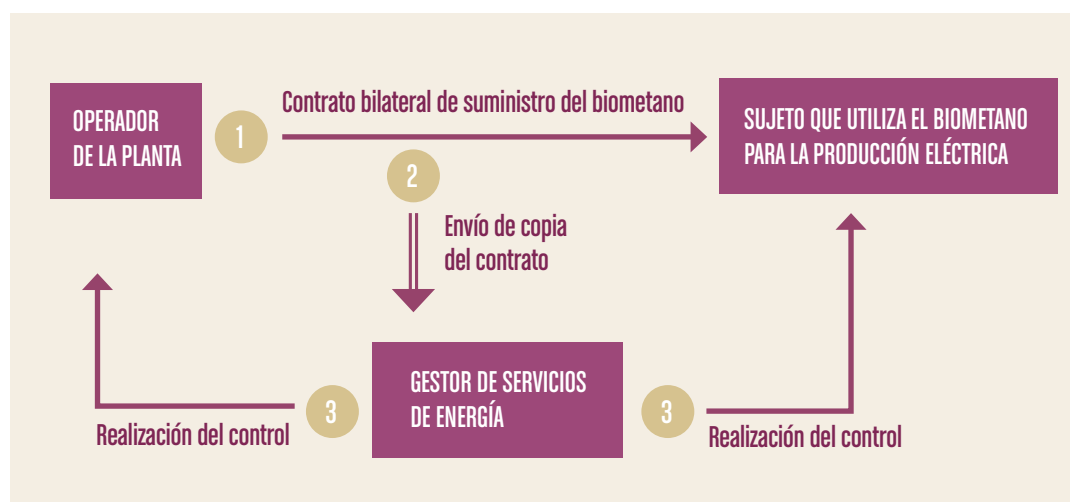 OPERADOR
DE LA PLANTA
1
Contrato bilateral de suministro del biometano
SUJETO QUE UTILIZA EL BIOMETANO
PARA LA PRODUCCIÓN ELÉCTRICA
2
Envío de copia
del contrato
GESTOR DE SERVICIOS
DE ENERGÍA
3
Realización del control
3
Realización del control